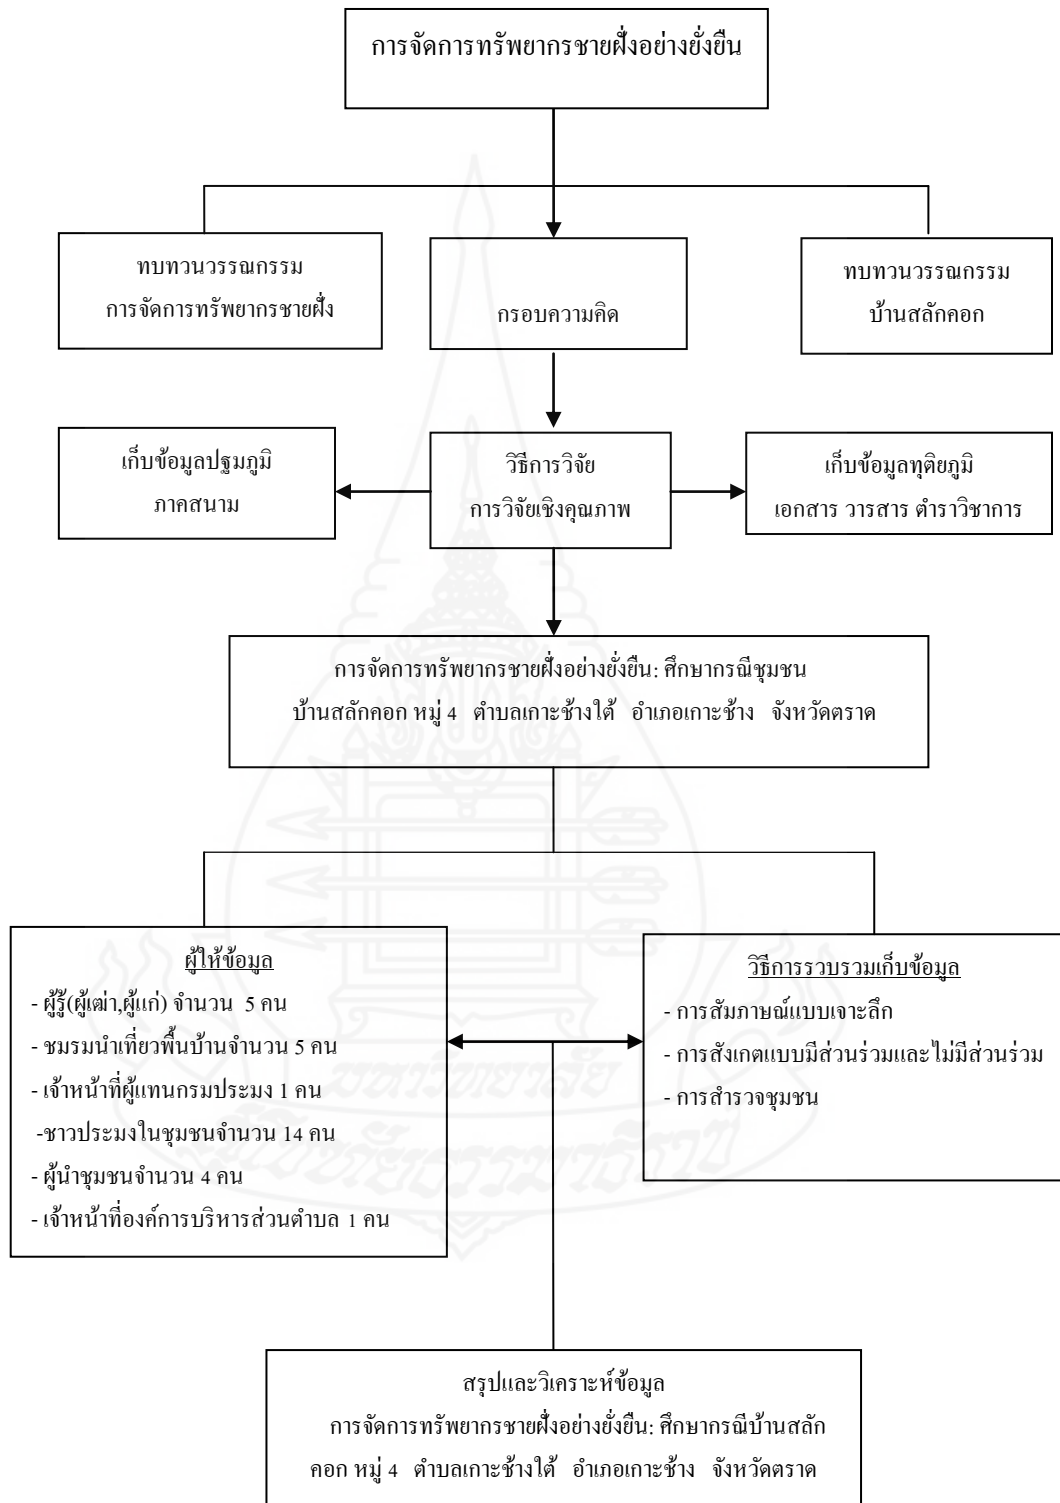 การจัดการทรัพยากรชายฝั่งอย่างยั่งยืน
ทบทวนวรรณกรรม
การจัดการทรัพยากรชายฝั่ง
กรอบความคิด
ทบทวนวรรณกรรม
บ้านสลักคอก
เก็บข้อมูลปฐมภูมิ
ภาคสนาม
วิธีการวิจัย
การวิจัยเชิงคุณภาพ
เก็บข้อมูลทุติยภูมิ
เอกสาร วารสาร ตำราวิชาการ
การจัดการทรัพยากรชายฝั่งอย่างยั่งยืน: ศึกษากรณีชุมชน
บ้านสลักคอก หมู่ 4 ตำบลเกาะช้างใต้ อำเภอเกาะช้าง จังหวัดตราด
ผู้ให้ข้อมูล
- ผู้รู้(ผู้เฒ่า,ผู้แก่) จำนวน 5 คน
- ชมรมนำเที่ยวพื้นบ้านจำนวน 5 คน
- เจ้าหน้าที่ผู้แทนกรมประมง 1 คน
-ชาวประมงในชุมชนจำนวน 14 คน
- ผู้นำชุมชนจำนวน 4 คน
- เจ้าหน้าที่องค์การบริหารส่วนตำบล 1 คน
วิธีการรวบรวมเก็บข้อมูล
- การสัมภาษณ์แบบเจาะลึก
- การสังเกตแบบมีส่วนร่วมและไม่มีส่วนร่วม
- การสำรวจชุมชน
มหาวิทยาลัย
สุโขทัยธรรมาธิราช
สรุปและวิเคราะห์ข้อมูล
การจัดการทรัพยากรชายฝั่งอย่างยั่งยืน: ศึกษากรณีบ้านสลัก
คอก หมู่ 4 ตำบลเกาะช้างใต้ อำเภอเกาะช้าง จังหวัดตราด